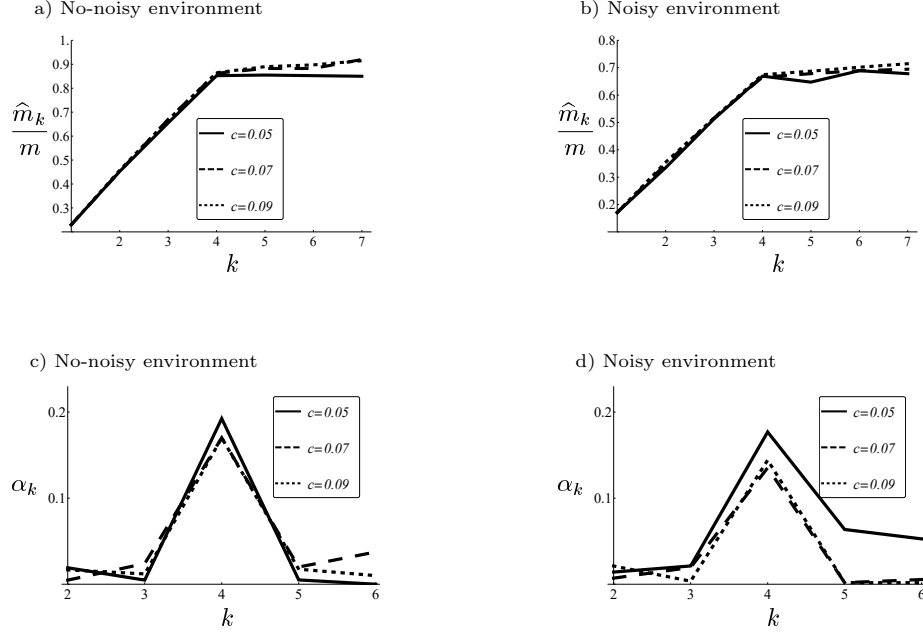 a) No-noisy environment
1.
0.9
0.8
0.7
0.6
0.5
0.4
0.3
m̂k
m
c=0.05
c=0.07
c=0.09
2 3 4 5 6 7
k
b) Noisy environment
0.8
0.7
0.6
0.5
0.4
0.3
0.2
m̂k
m
c=0.05
c=0.07
c=0.09
2 3 4 5 6 7
k
c) No-noisy environment
0.2
0.1
αk
c=0.05
c=0.07
c=0.09
2 3 4 5 6
k
d) Noisy environment
0.2
0.1
αk
c=0.05
c=0.07
c=0.09
2 3 4 5 6
k